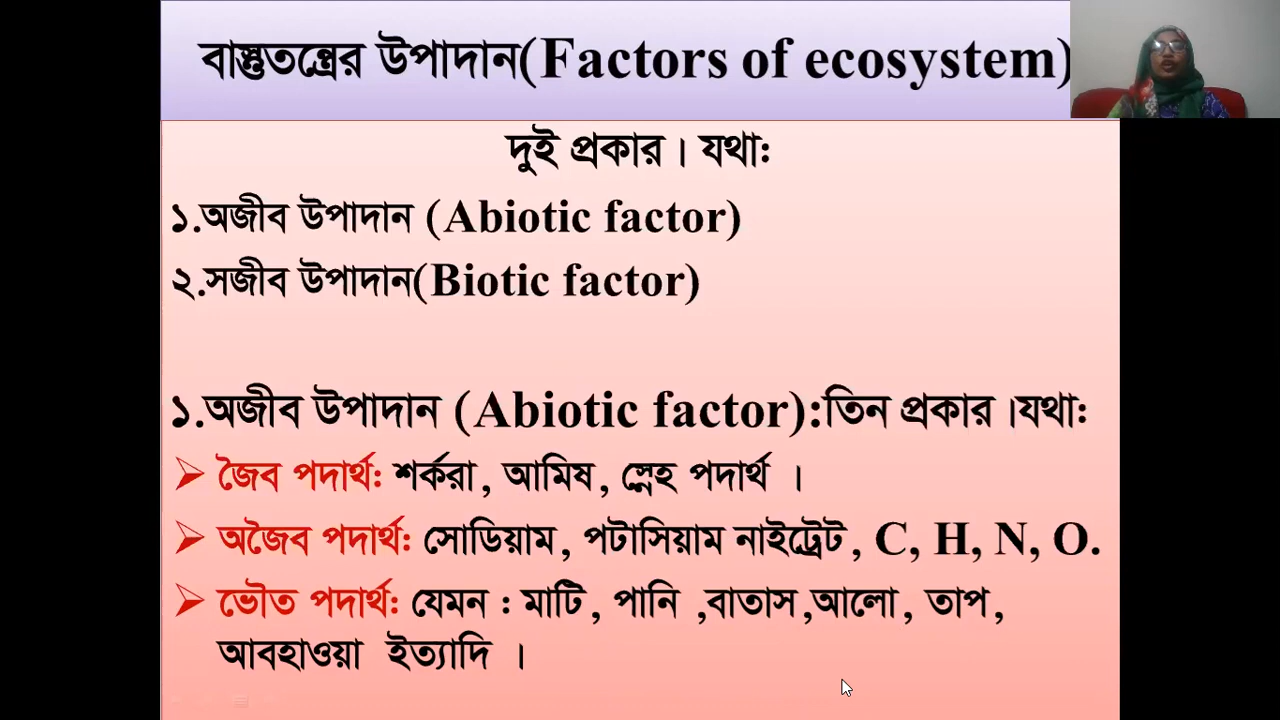 বাস্তুতন্ত্রের উপাদান(Factors of ecosystem)
দুই প্রকার। যথাঃ
১.অজীব উপাদান (Abiotic factor)
২.সজীব উপাদান(Biotic factor)
১.অজীব উপাদান (Abiotic factor):তিন প্রকার ।যথাঃ
➢ জৈব পদার্থঃ শর্করা, আমিষ, স্নেহ পদার্থ ।
➢ অজৈব পদার্থঃ সোডিয়াম, পটাসিয়াম নাইট্রেট, C, H, N, O.
➢ ভৌত পদার্থঃ যেমন : মাটি, পানি ,বাতাস,আলো, তাপ,
আবহাওয়া ইত্যাদি ।